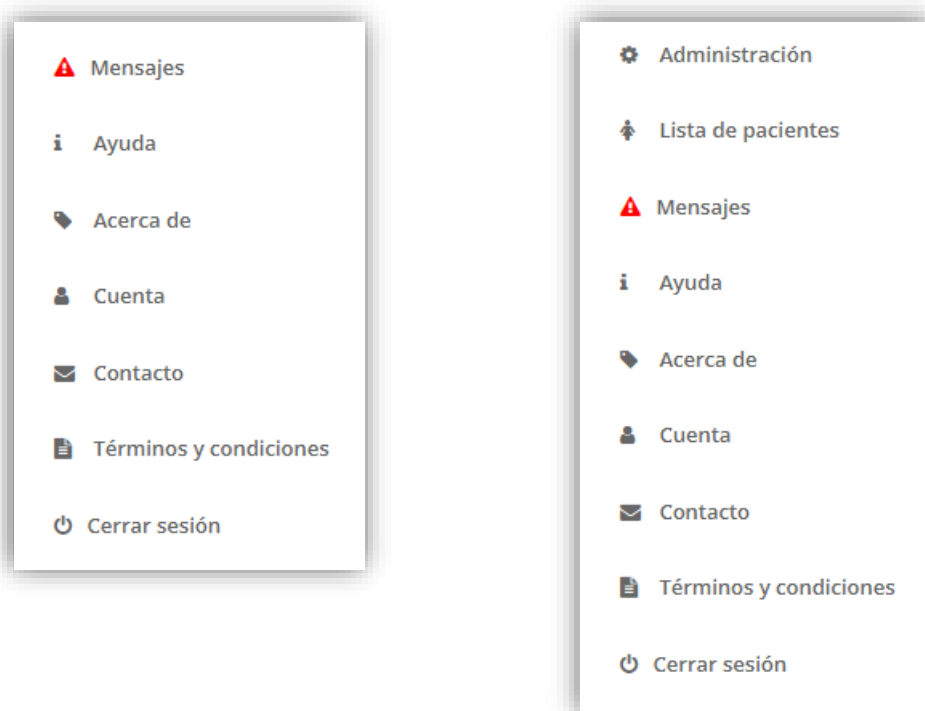 Mensajes
Ayuda
Acerca de
Cuenta
Contacto
Términos y condiciones
Cerrar sesión
Administración
Lista de pacientes
Mensajes
Ayuda
Acerca de
Cuenta
Contacto
Términos y condiciones
Cerrar sesión